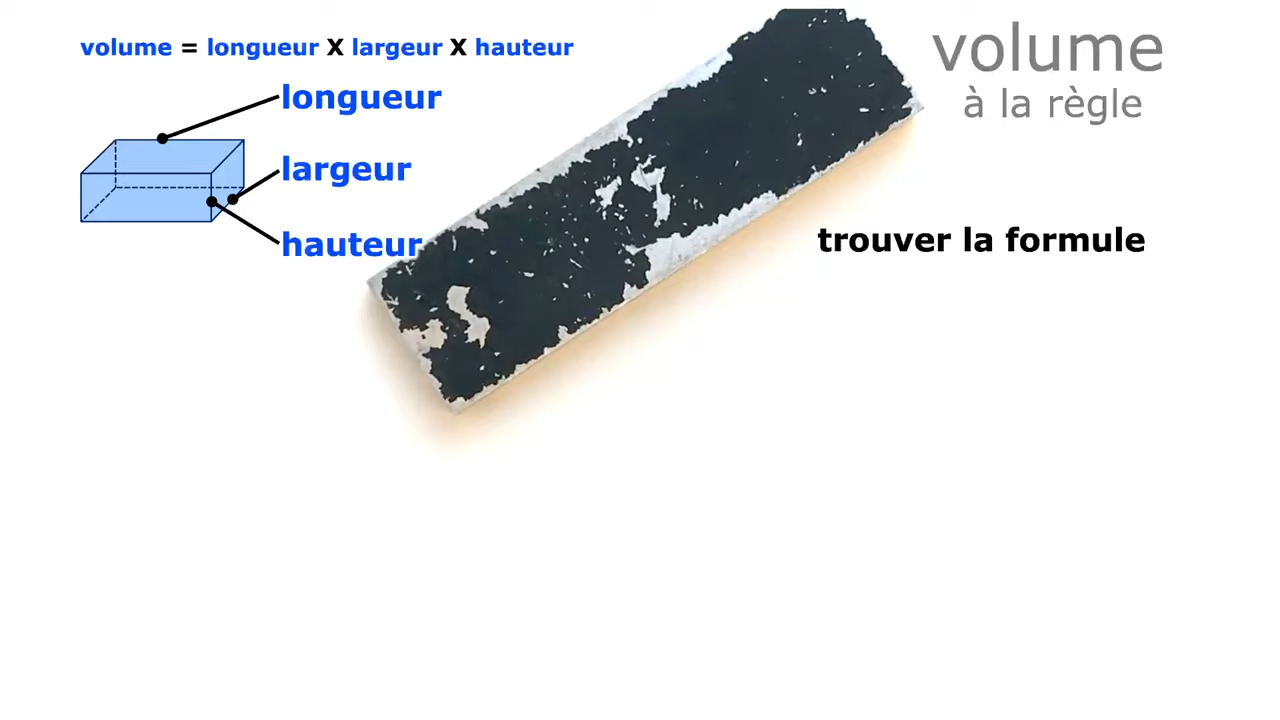 volume = longueur X largeur X hauteur
longueur
largeur
hauteur
volume
à la règle
trouver la formule